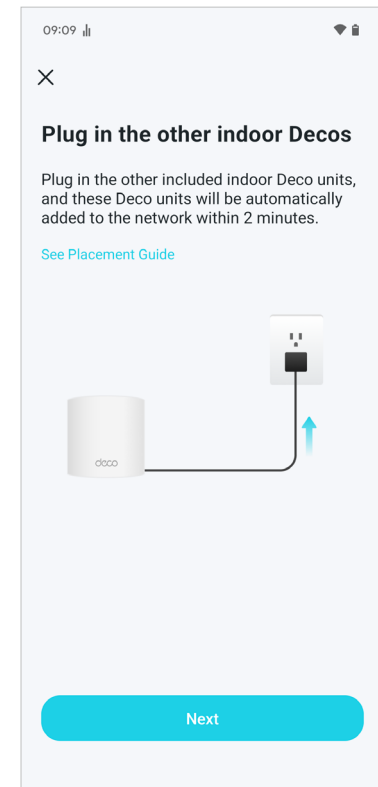 09:09
Plug in the other indoor Decos
Plug in the other included indoor Deco units,
and these Deco units will be automatically
added to the network within 2 minutes.
See Placement Guide
deco
Next